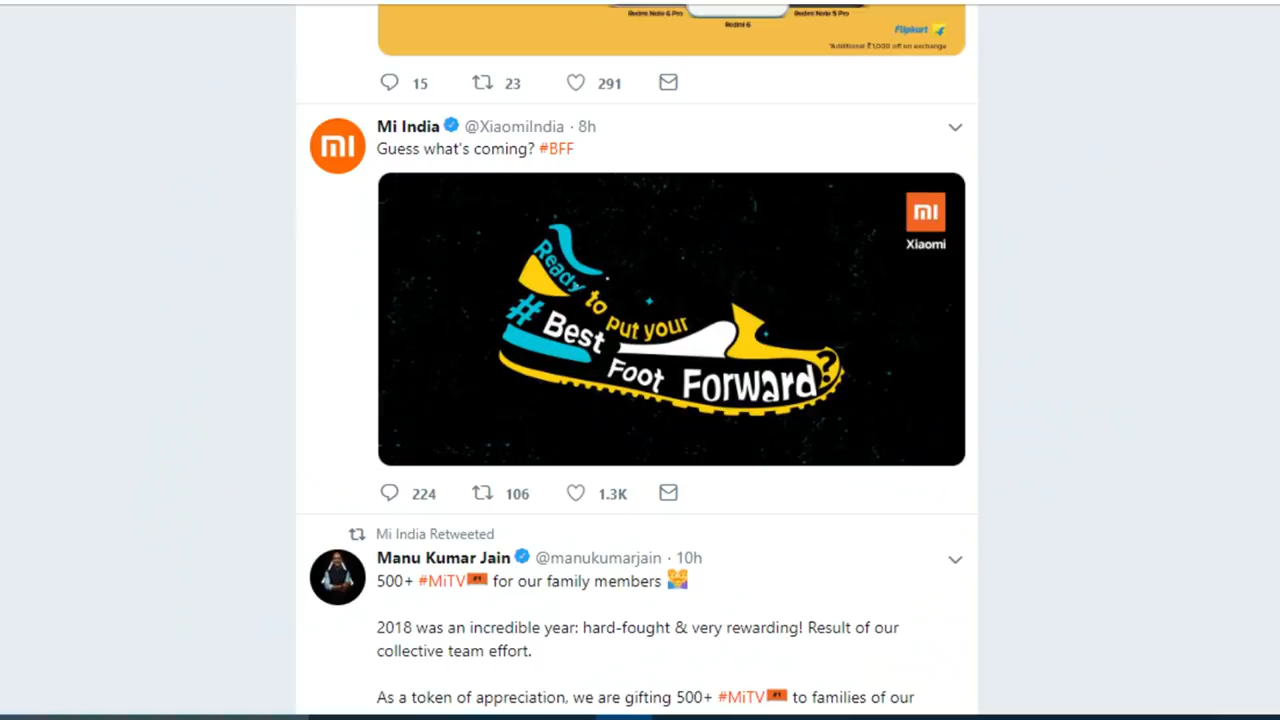 Redmi Note 6 Pro
Redmi Note 5 Pro
Redmi 6
Flipkart
*Additional ₹1,000 off on exchange
15 23 291
Mi India @XiaomiIndia · 8h
Guess what's coming? #BFF
mi
Xiaomi
Ready
to put your
# Best
Foot Forward?
224 106 1.3K
Mi India Retweeted
Manu Kumar Jain @manukumarjain · 10h
500+ #MiTV #1 for our family members
2018 was an incredible year: hard-fought & very rewarding! Result of our
collective team effort.
As a token of appreciation, we are gifting 500+ #MiTV #1 to families of our